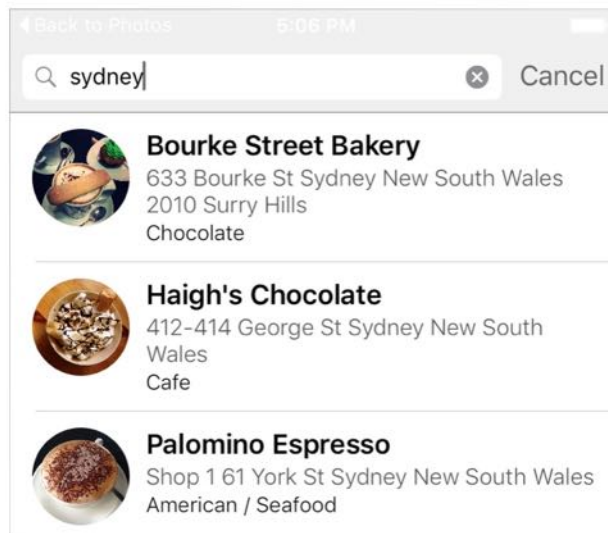 Back to Photos
5:06 PM
sydney
Cancel
Bourke Street Bakery
633 Bourke St Sydney New South Wales
2010 Surry Hills
Chocolate
Haigh's Chocolate
412-414 George St Sydney New South
Wales
Cafe
Palomino Espresso
Shop 1 61 York St Sydney New South Wales
American / Seafood